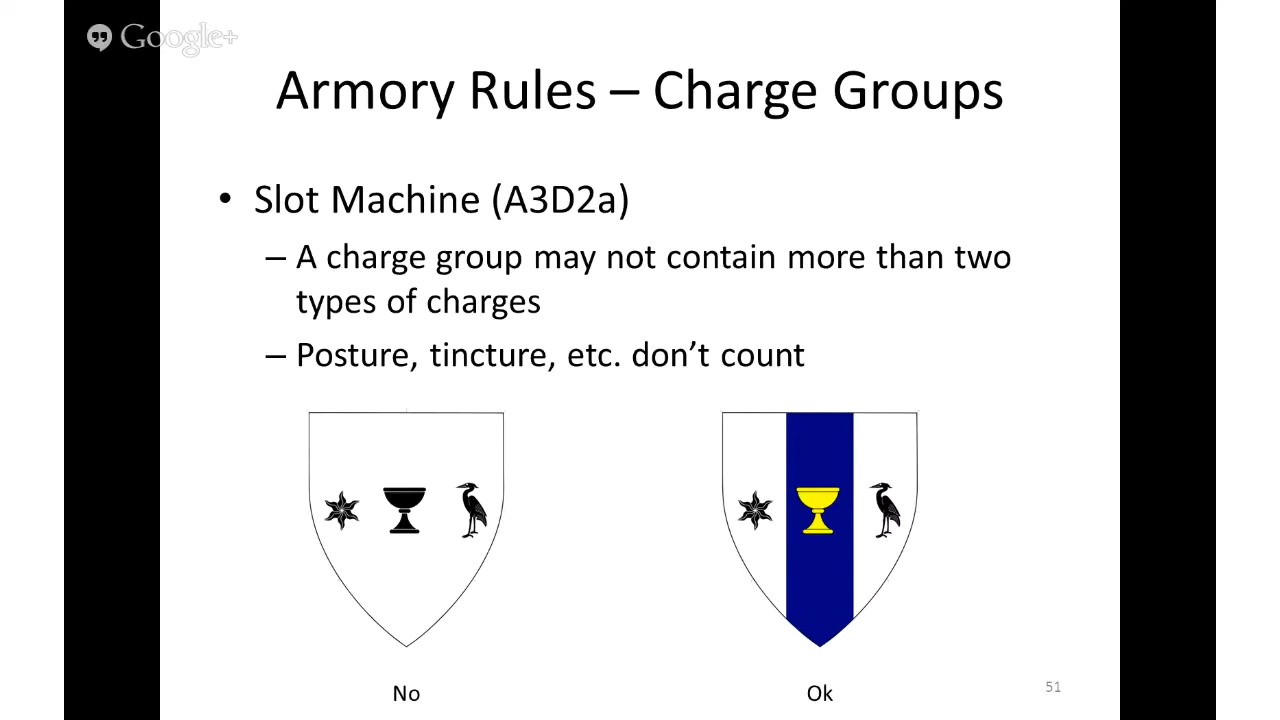 Google+
Armory Rules – Charge Groups
• Slot Machine (A3D2a)
– A charge group may not contain more than two
types of charges
– Posture, tincture, etc. don’t count
No
Ok
51